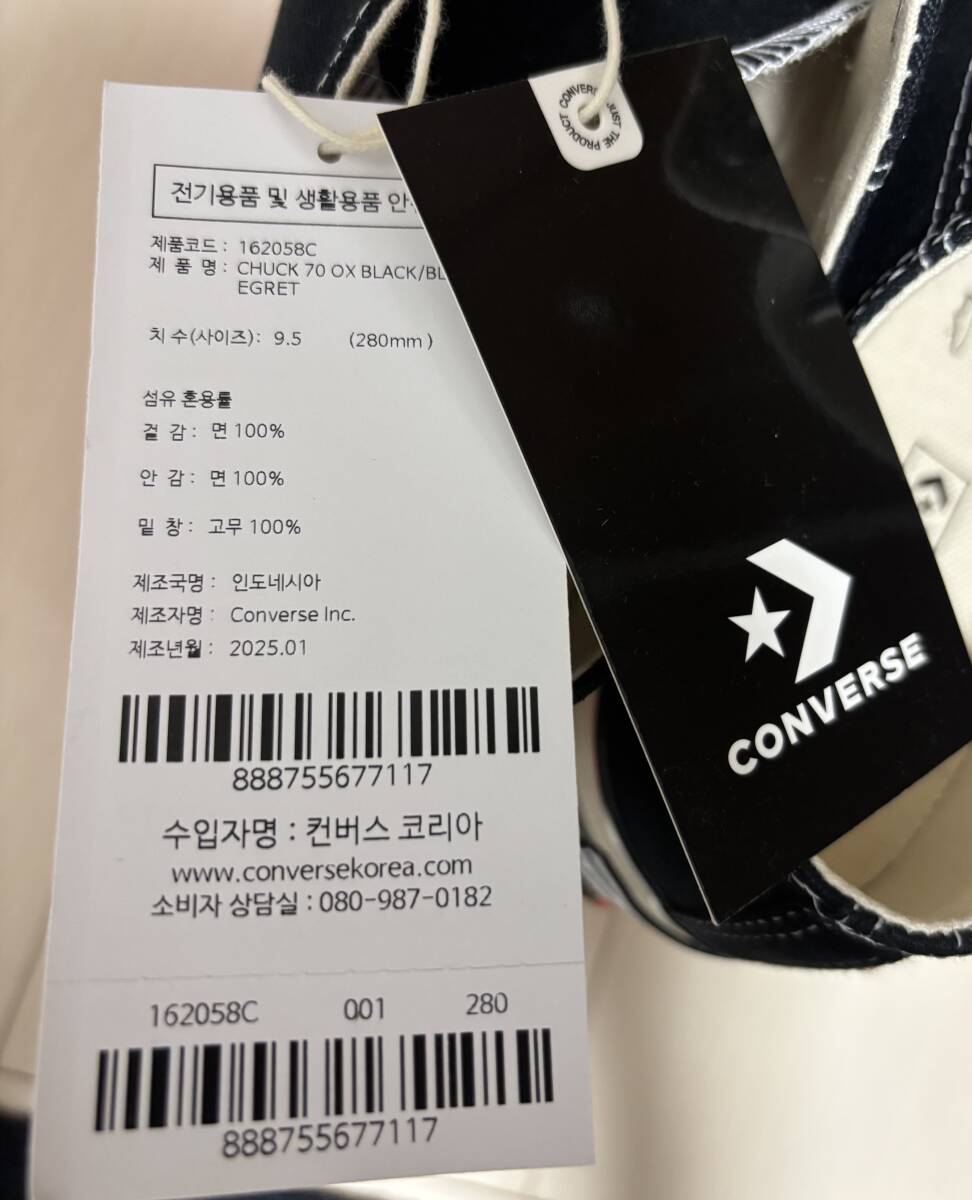 전기용품 및 생활용품
제품코드 : 162058C
제 품 명 : CHUCK 70 OX BLACK/BL
EGRET
치 수(사이즈) : 9.5 (280mm )
섬유 혼용률
겉 감 : 면 100%
안 감 : 면 100%
밑 창 : 고무 100%
제조국명 : 인도네시아
제조자명 : Converse Inc.
제조년월 : 2025.01
888755677117
수입자명 : 컨버스 코리아
www.conversekorea.com
소비자 상담실 : 080-987-0182
162058C 001 280
888755677117
CONVERSE JUST THE PRODUCT
CONVERSE